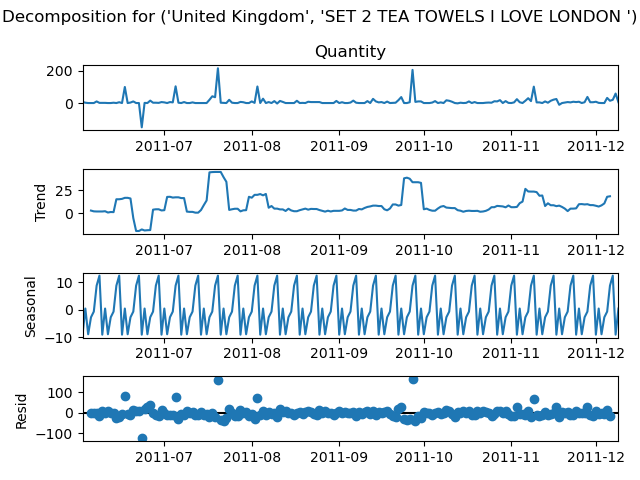 Decomposition for ('United Kingdom', 'SET 2 TEA TOWELS I LOVE LONDON ')
Quantity
200
0
2011-07 2011-08 2011-09 2011-10 2011-11 2011-12
Trend
25
0
2011-07 2011-08 2011-09 2011-10 2011-11 2011-12
Seasonal
10
0
−10
2011-07 2011-08 2011-09 2011-10 2011-11 2011-12
Resid
100
0
−100
2011-07 2011-08 2011-09 2011-10 2011-11 2011-12